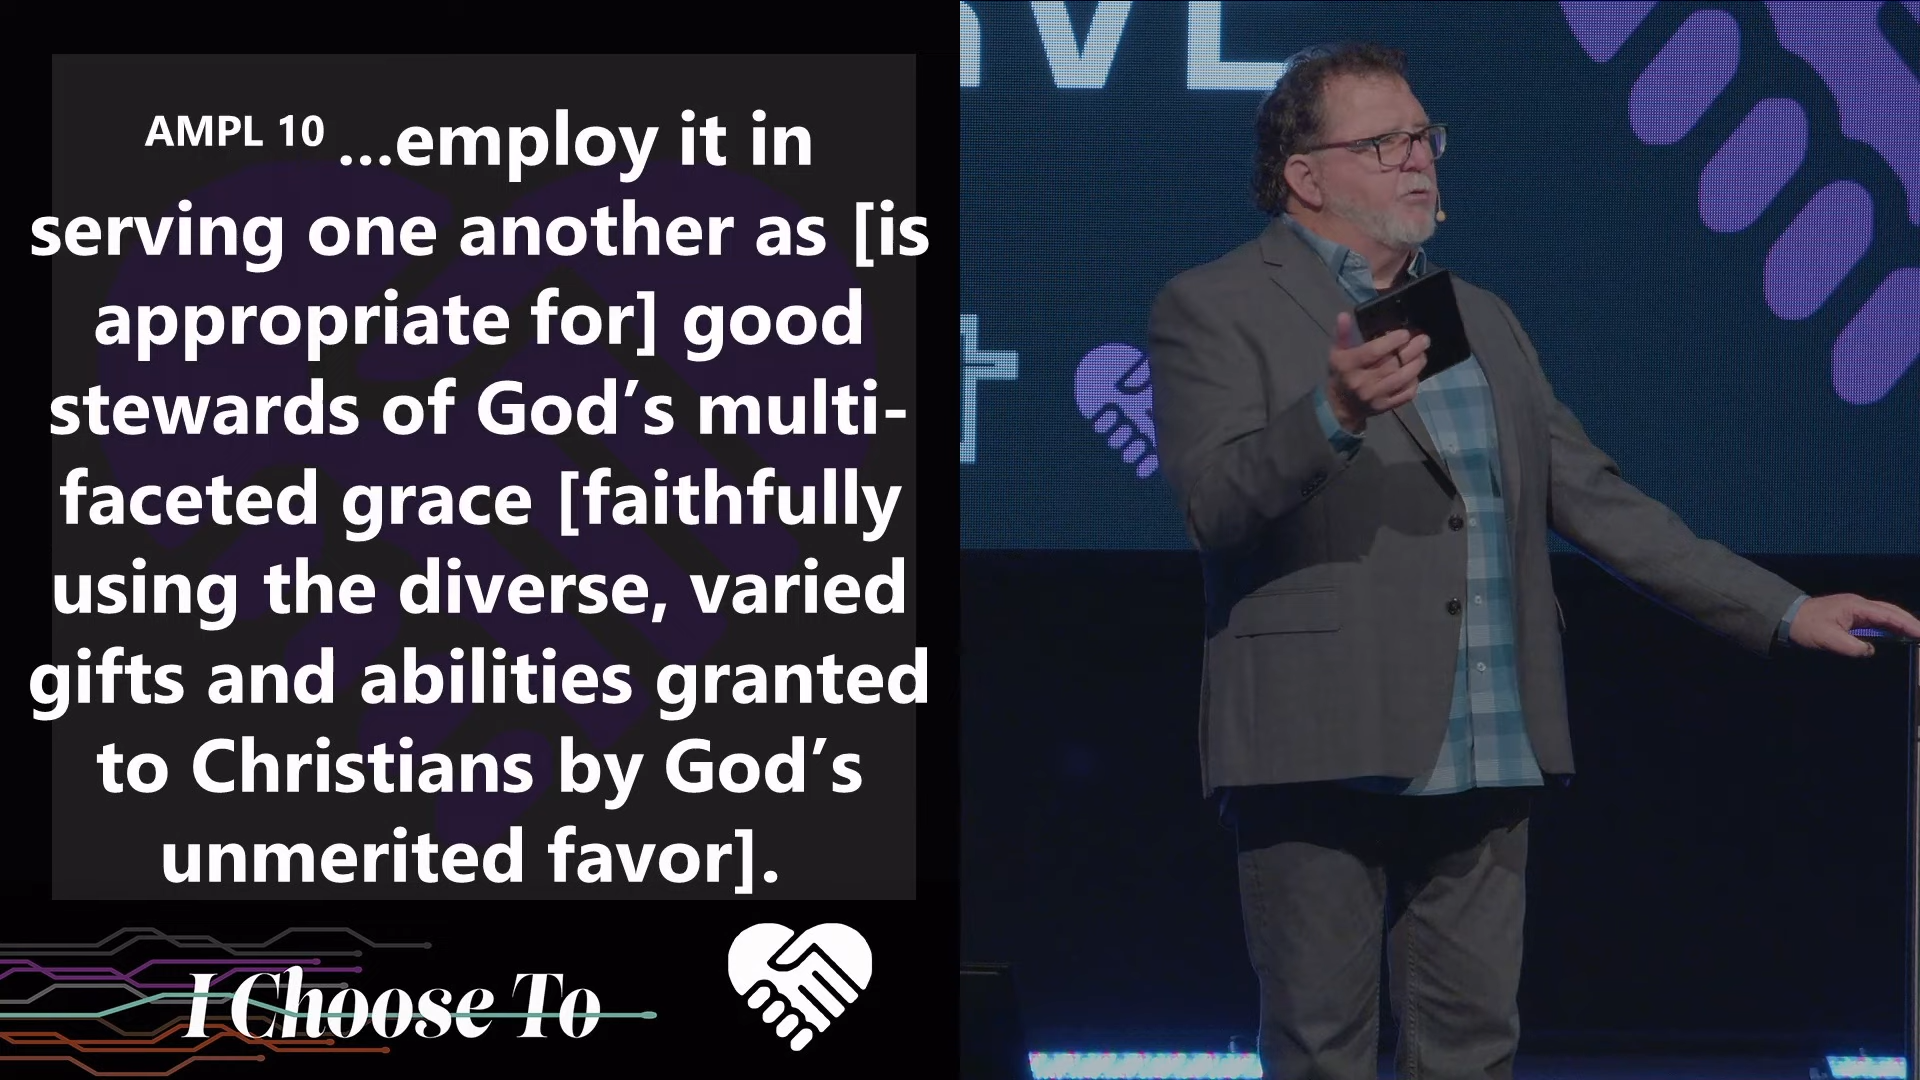 AMPL 10 ...employ it in
serving one another as [is
appropriate for] good
stewards of God’s multi-
faceted grace [faithfully
using the diverse, varied
gifts and abilities granted
to Christians by God’s
unmerited favor].
I Choose To